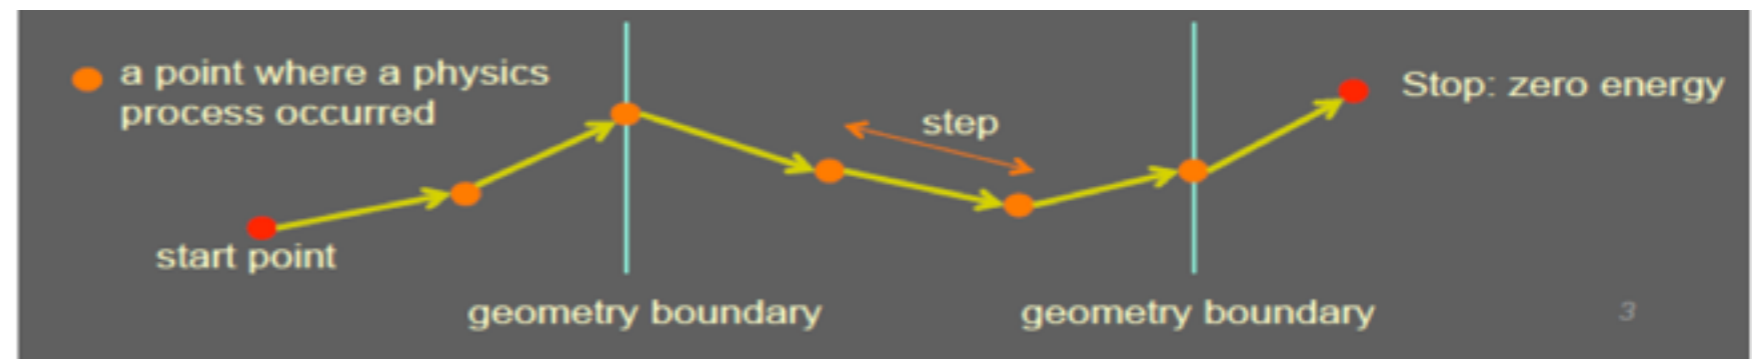 a point where a physics
process occurred
Stop: zero energy
step
start point
geometry boundary
geometry boundary
3